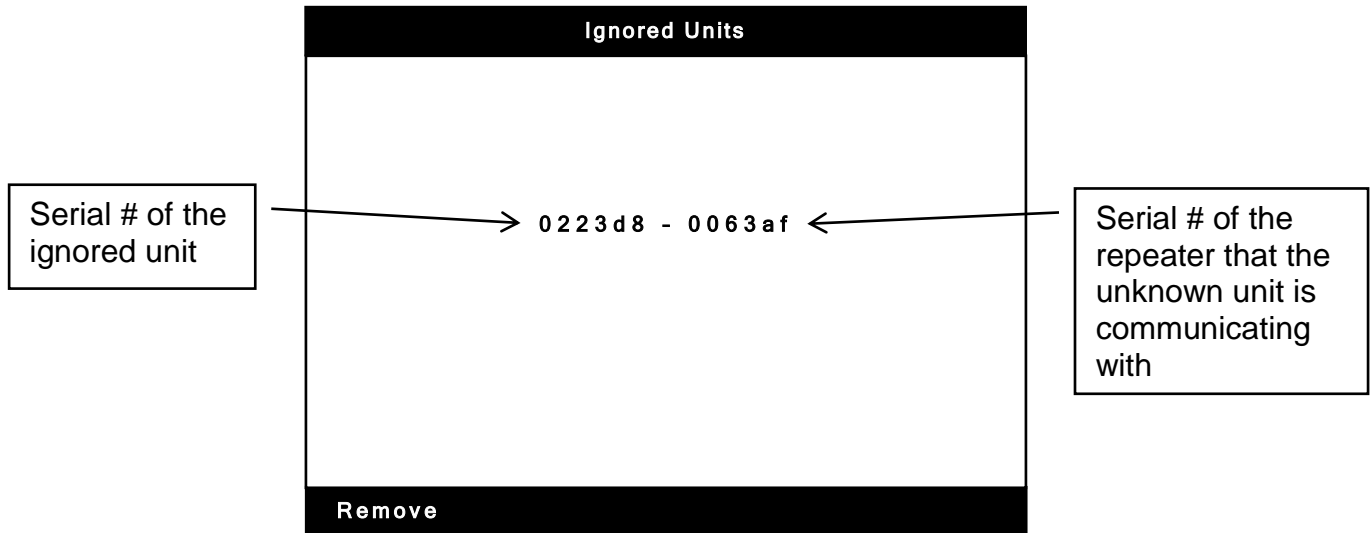 Ignored Units
Serial # of the
ignored unit
0223d8 - 0063af
Serial # of the
repeater that the
unknown unit is
communicating
with
Remove